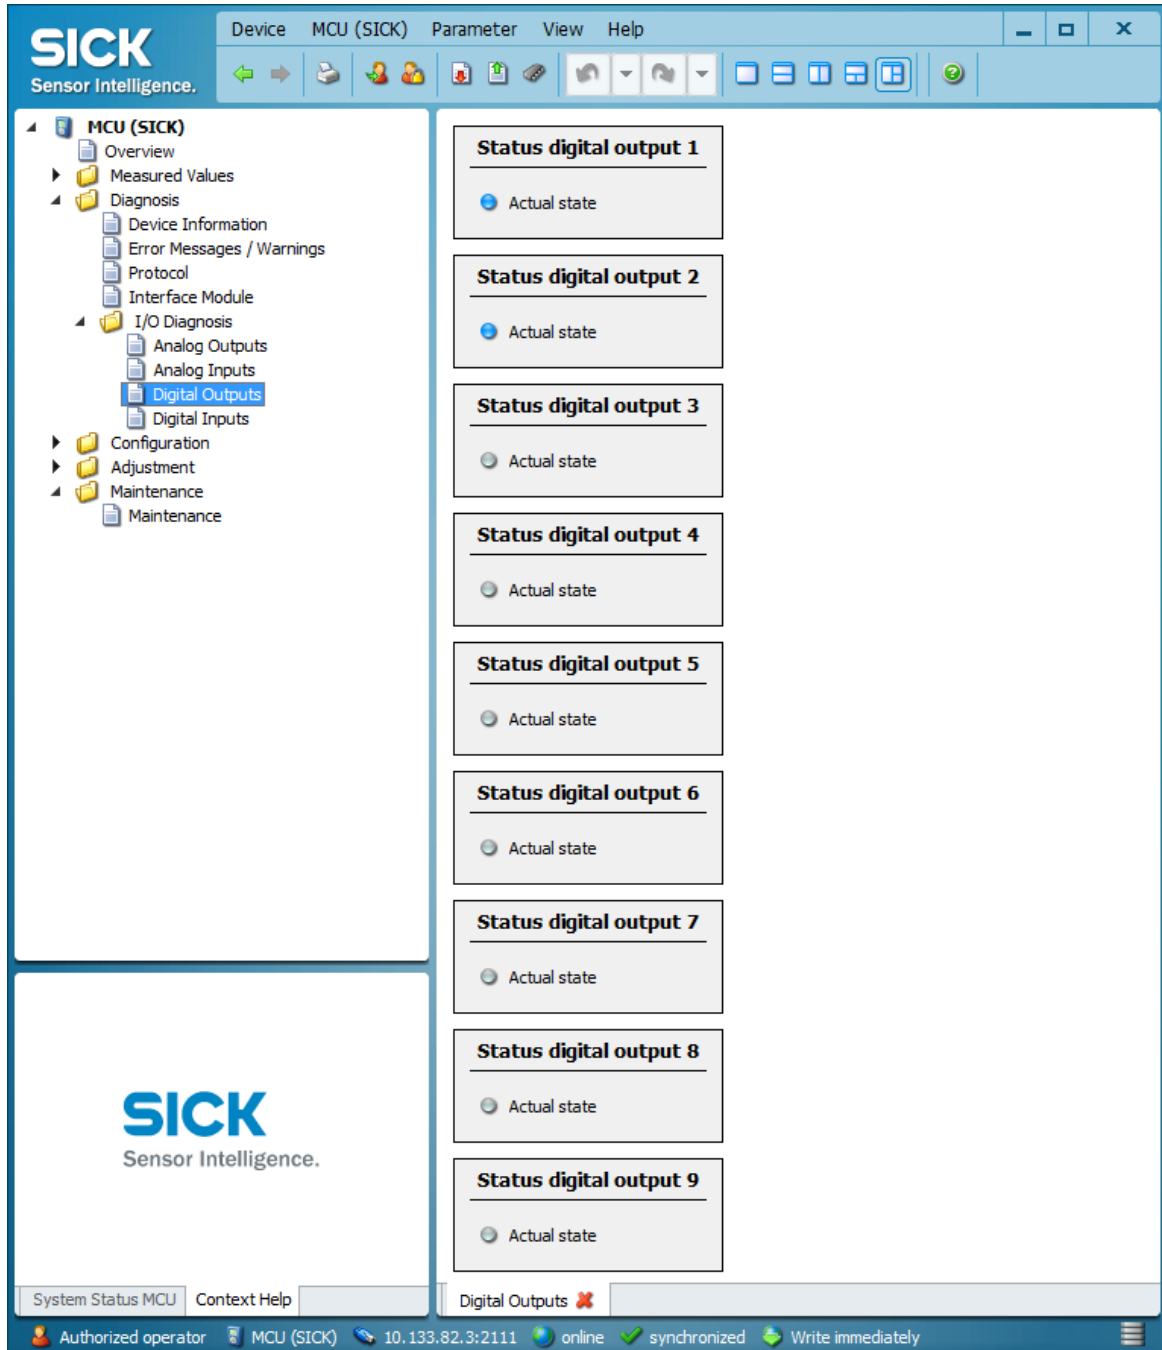 SICK
Sensor Intelligence.
Device MCU (SICK) Parameter View Help
MCU (SICK)
Overview
Measured Values
Diagnosis
Device Information
Error Messages / Warnings
Protocol
Interface Module
I/O Diagnosis
Analog Outputs
Analog Inputs
Digital Outputs
Digital Inputs
Configuration
Adjustment
Maintenance
Maintenance
SICK
Sensor Intelligence.
System Status MCU Context Help
Status digital output 1
Actual state
Status digital output 2
Actual state
Status digital output 3
Actual state
Status digital output 4
Actual state
Status digital output 5
Actual state
Status digital output 6
Actual state
Status digital output 7
Actual state
Status digital output 8
Actual state
Status digital output 9
Actual state
Digital Outputs
Authorized operator MCU (SICK) 10.133.82.3:2111 online synchronized Write immediately